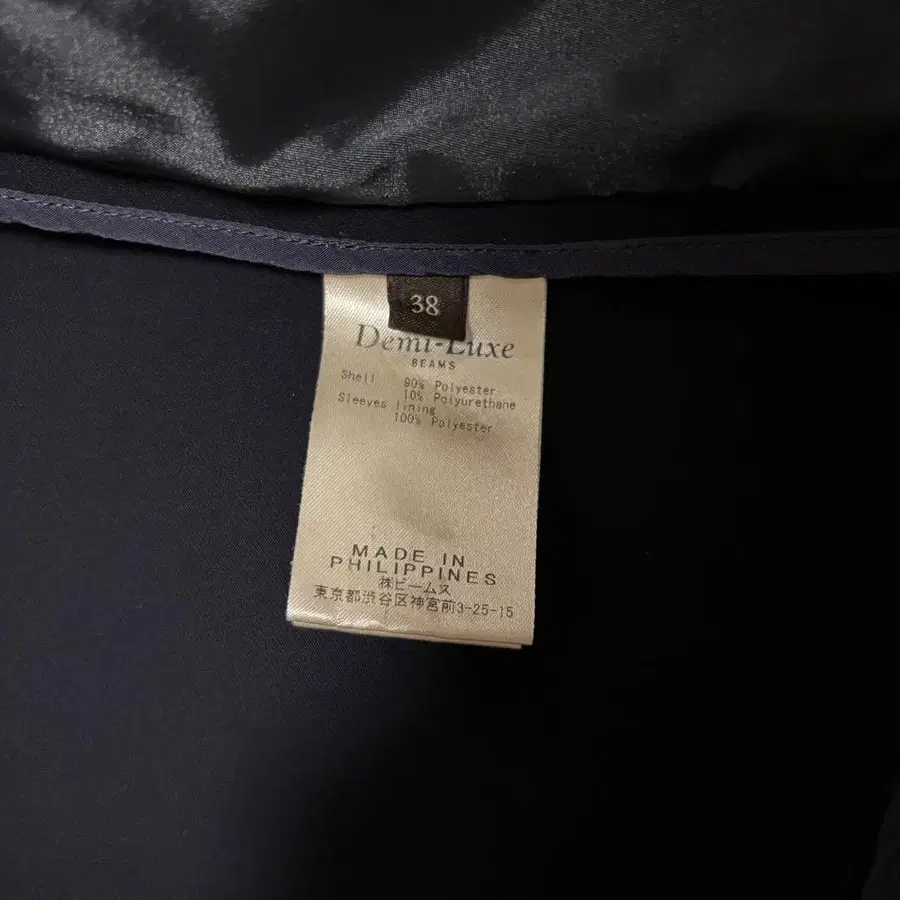 38
Demi-Luxe
BEAMS
Shell 90% Polyester
10% Polyurethane
Sleeves lining
100% Polyester
MADE IN
PHILIPPINES
㈱ビームス
東京都渋谷区神宮前3-25-15